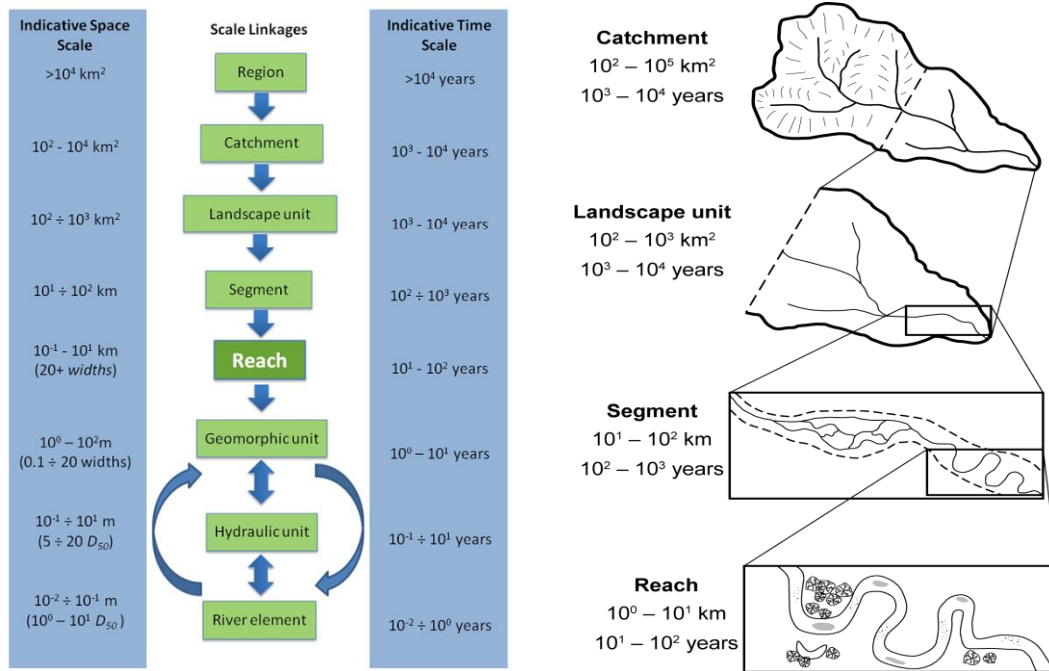 Indicative Space
Scale
>10⁴ km²
10² - 10⁴ km²
10² ÷ 10³ km²
10¹ ÷ 10² km
10⁻¹ - 10¹ km
(20+ widths)
10⁰ – 10² m
(0.1 ÷ 20 widths)
10⁻¹ ÷ 10¹ m
(5 ÷ 20 D₅₀)
10⁻² ÷ 10⁻¹ m
(10⁰ – 10¹ D₅₀ )
Scale Linkages
Region
Catchment
Landscape unit
Segment
Reach
Geomorphic unit
Hydraulic unit
River element
Indicative Time
Scale
>10⁴ years
10³ - 10⁴ years
10³ - 10⁴ years
10² ÷ 10³ years
10¹ - 10² years
10⁰ – 10¹ years
10⁻¹ ÷ 10¹ years
10⁻² ÷ 10⁰ years
Catchment
10² – 10⁵ km²
10³ – 10⁴ years
Landscape unit
10² – 10³ km²
10³ – 10⁴ years
Segment
10¹ – 10² km
10² – 10³ years
Reach
10⁰ – 10¹ km
10¹ – 10² years